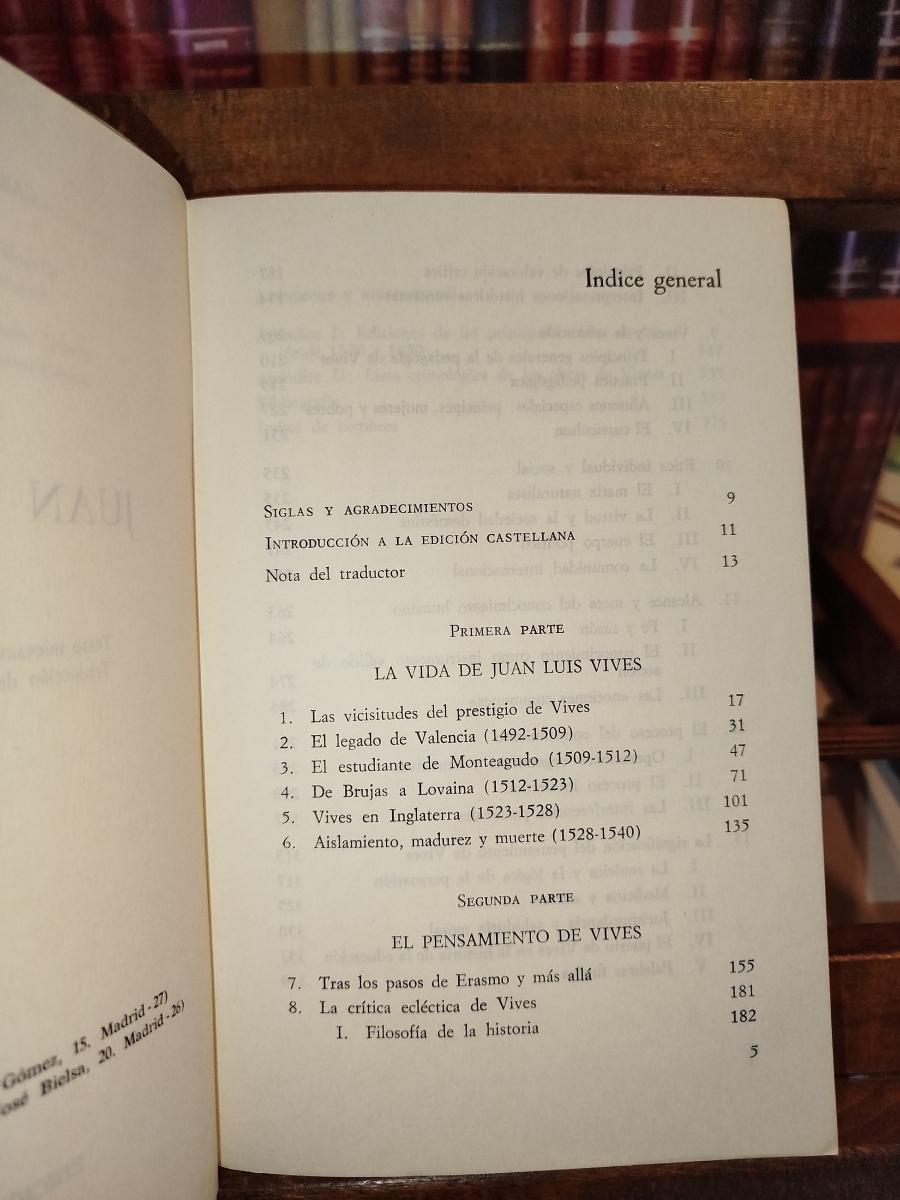 Indice general
SIGLAS Y AGRADECIMIENTOS 9
INTRODUCCIÓN A LA EDICIÓN CASTELLANA 11
Nota del traductor 13
PRIMERA PARTE
LA VIDA DE JUAN LUIS VIVES
1. Las vicisitudes del prestigio de Vives 17
2. El legado de Valencia (1492-1509) 31
3. El estudiante de Monteagudo (1509-1512) 47
4. De Brujas a Lovaina (1512-1523) 71
5. Vives en Inglaterra (1523-1528) 101
6. Aislamiento, madurez y muerte (1528-1540) 135
SEGUNDA PARTE
EL PENSAMIENTO DE VIVES
7. Tras los pasos de Erasmo y más allá 155
8. La crítica ecléctica de Vives 181
I. Filosofía de la historia 182
5
Gómez, 15. Madrid-27)
José Bielsa, 20. Madrid-26)